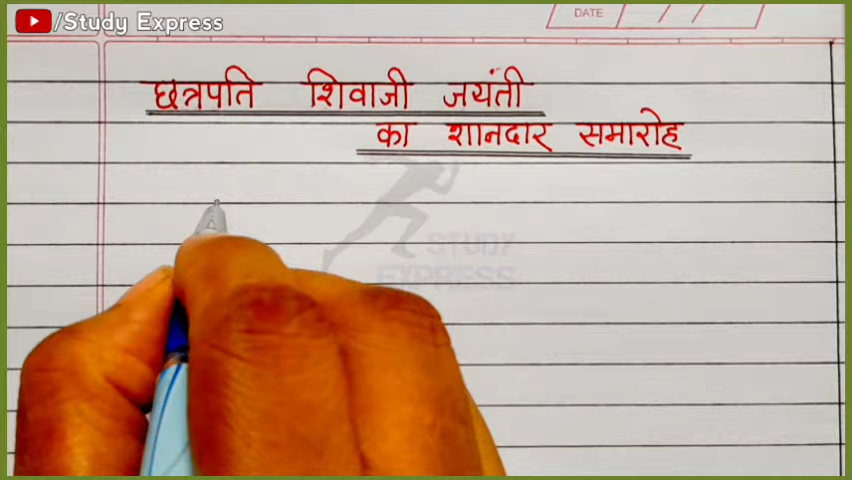 /Study Express
DATE
छत्रपति शिवाजी जयंती
का शानदार समारोह
STUDY
EXPRESS